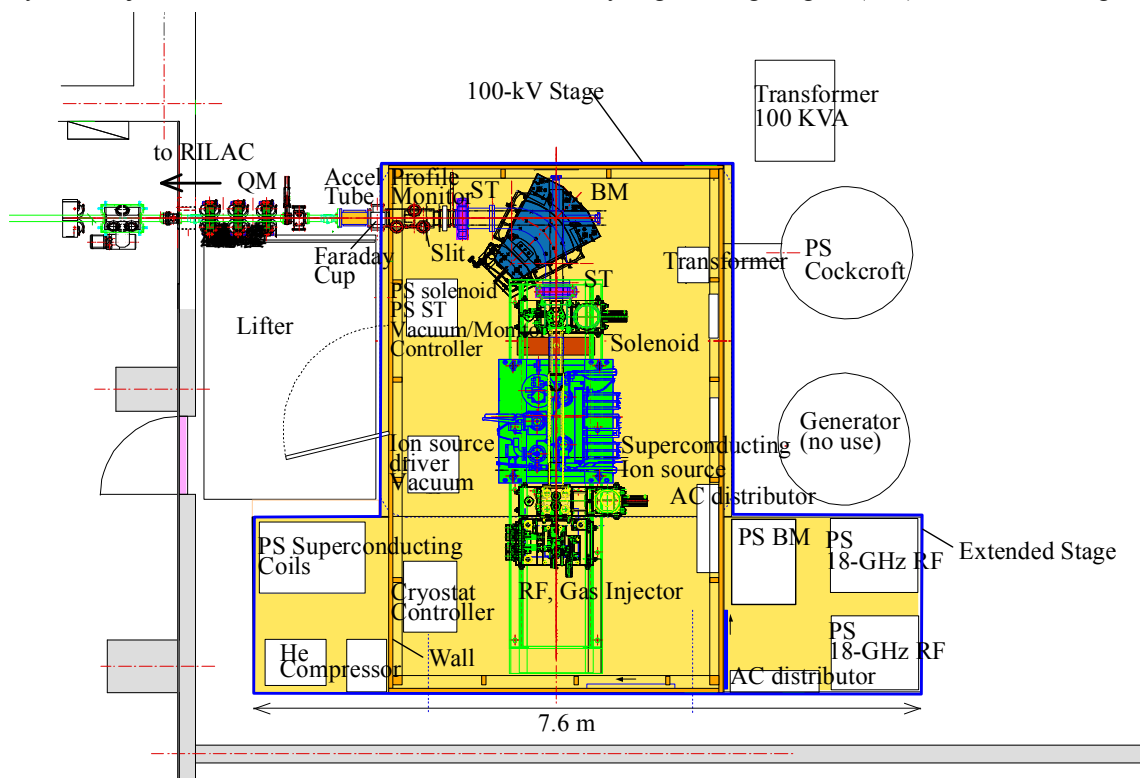 100-kV Stage
Transformer
100 KVA
to RILAC
QM
Accel
Tube
Profile
Monitor
ST
BM
Faraday
Cup
Slit
Transformer
PS
Cockcroft
PS solenoid
PS ST
Vacuum/Monitor
Controller
ST
Lifter
Solenoid
Generator
(no use)
Ion source
driver
Vacuum
Superconducting
Ion source
AC distributor
PS Superconducting
Coils
PS BM
PS
18-GHz RF
Extended Stage
Cryostat
Controller
RF, Gas Injector
PS
18-GHz RF
He
Compressor
Wall
AC distributor
7.6 m